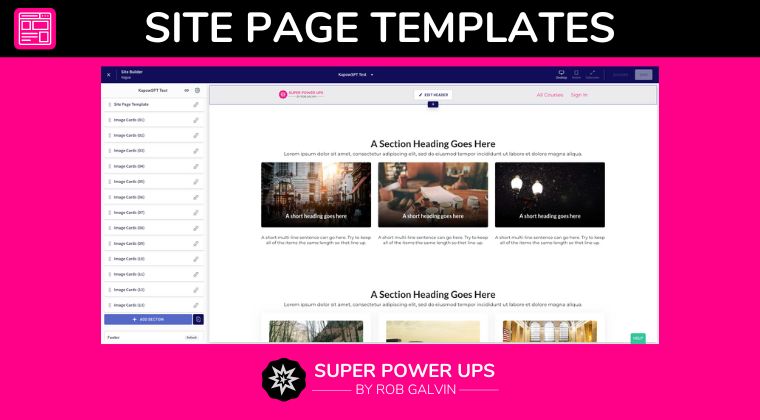 SITE PAGE TEMPLATES
Site Builder
Vogue
KapowGPT Test
Desktop
SAVE
KapowGPT Test
Site Page Template
Image Cards (01)
Image Cards (02)
Image Cards (03)
Image Cards (04)
Image Cards (05)
Image Cards (06)
Image Cards (07)
Image Cards (08)
Image Cards (09)
Image Cards (10)
Image Cards (11)
Image Cards (12)
Image Cards (13)
ADD SECTION
Footer
Default
SUPER POWER UPS
BY ROB GALVIN
EDIT HEADER
All Courses
Sign In
A Section Heading Goes Here
Lorem ipsum dolor sit amet, consectetur adipiscing elit, sed do eiusmod tempor incididunt ut labore et dolore magna aliqua.
A short heading goes here
A short heading goes here
A short heading goes here
A short multi-line sentence can go here. Try to keep
all of the items the same length so that line up.
A short multi-line sentence can go here. Try to keep
all of the items the same length so that line up.
A short multi-line sentence can go here. Try to keep
all of the items the same length so that line up.
A Section Heading Goes Here
Lorem ipsum dolor sit amet, consectetur adipiscing elit, sed do eiusmod tempor incididunt ut labore et dolore magna aliqua.
HELP?
SUPER POWER UPS
BY ROB GALVIN